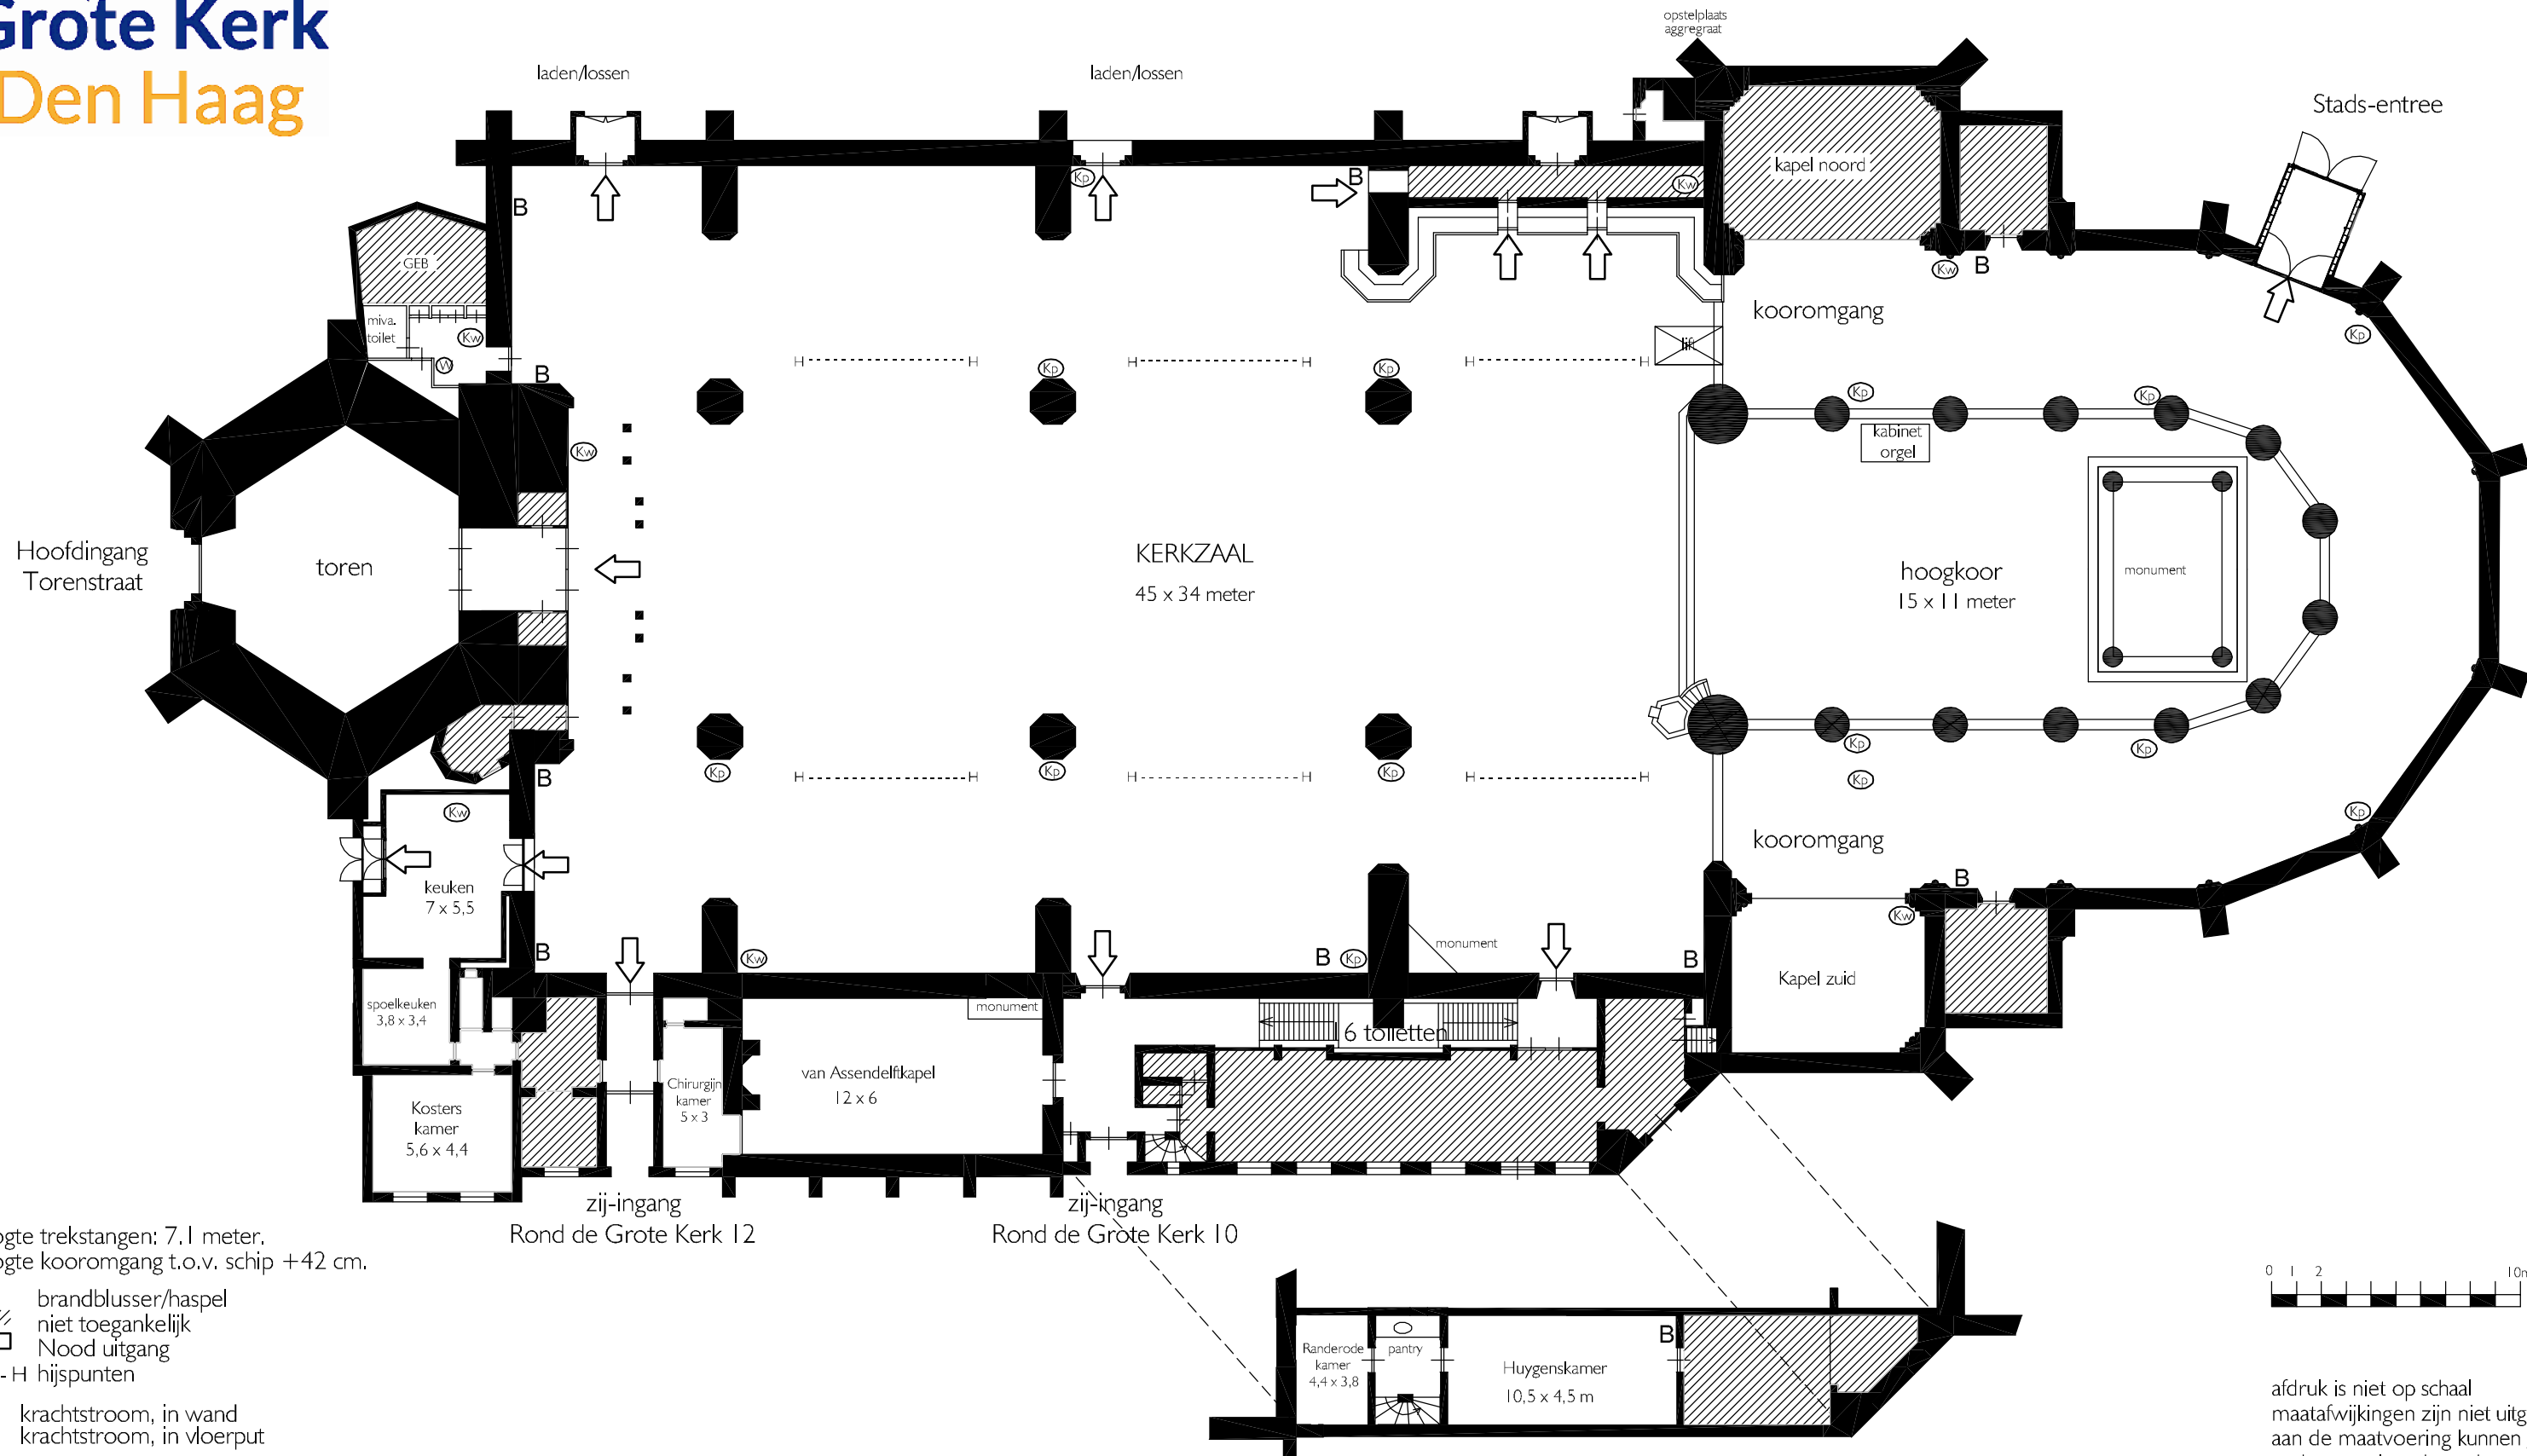 Grote Kerk
Den Haag
laden/lossen
laden/lossen
opstelplaats
aggregraat
Stads-entree
kapel noord
B
Kp
B
Kw
GEB
miva.
toilet
Kw
W
B
Kw
B
kooromgang
Kp
lift
H
H
H
H
H
H
Kp
Kp
Kp
Kp
kabinet
orgel
Kw
Hoofdingang
Torenstraat
toren
KERKZAAL
45 x 34 meter
hoogkoor
15 x 11 meter
monument
Kp
Kp
Kp
Kp
Kp
Kp
B
H
H
H
H
H
H
Kw
Kp
kooromgang
keuken
7 x 5,5
B
Kw
B
Kw
B
Kp
monument
B
Kapel zuid
spoelkeuken
3,8 x 3,4
monument
16 toiletten
van Assendelftkapel
12 x 6
Chirurgijn
kamer
5 x 3
Kosters
kamer
5,6 x 4,4
zij-ingang
Rond de Grote Kerk 12
zij-ingang
Rond de Grote Kerk 10
trekstangen: 7.1 meter.
kooromgang t.o.v. schip +42 cm.
brandblusser/haspel
niet toegankelijk
Nood uitgang
- H hijspunten
krachtstroom, in wand
krachtstroom, in vloerput
Randerode
kamer
4,4 x 3,8
pantry
Huygenskamer
10,5 x 4,5 m
B
0 1 2 10m
afdruk is niet op schaal
maatafwijkingen zijn niet
aan de maatvoering kunnen